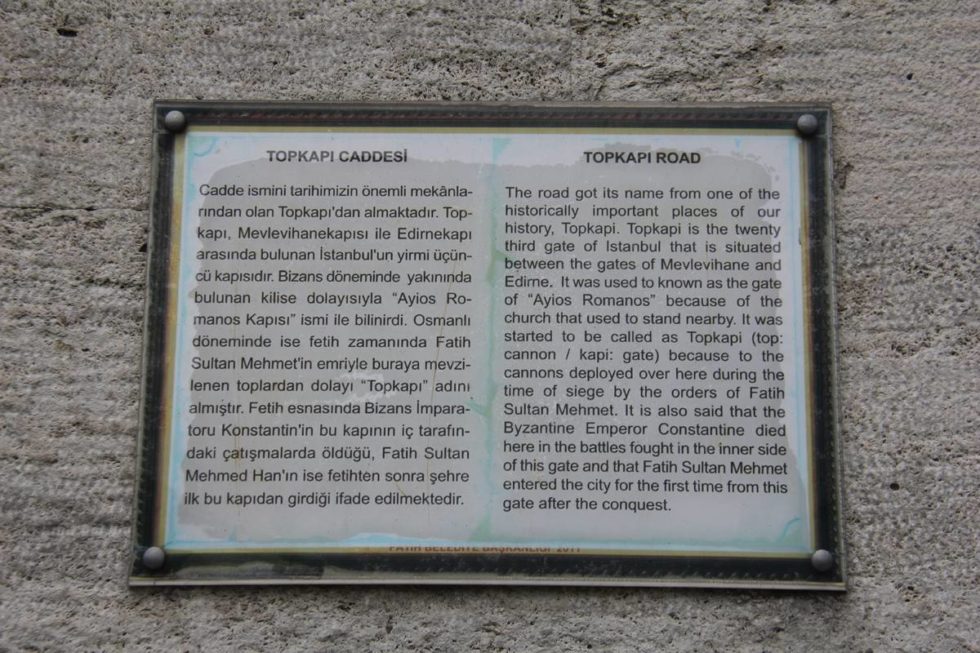 TOPKAPI CADDESİ
Cadde ismini tarihimizin önemli mekânla-
rından olan Topkapı'dan almaktadır. Top-
kapı, Mevlevihanekapısı ile Edirnekapı
arasında bulunan İstanbul'un yirmi üçün-
cü kapısıdır. Bizans döneminde yakınında
bulunan kilise dolayısıyla “Ayios Ro-
manos Kapısı” ismi ile bilinirdi. Osmanlı
döneminde ise fetih zamanında Fatih
Sultan Mehmet'in emriyle buraya mevzi-
lenen toplardan dolayı “Topkapı” adını
almıştır. Fetih esnasında Bizans İmpara-
toru Konstantin'in bu kapının iç tarafın-
daki çatışmalarda öldüğü, Fatih Sultan
Mehmed Han'ın ise fetihten sonra şehre
ilk bu kapıdan girdiği ifade edilmektedir.
TOPKAPI ROAD
The road got its name from one of the
historically important places of our
history, Topkapi. Topkapi is the twenty
third gate of Istanbul that is situated
between the gates of Mevlevihane and
Edirne. It was used to known as the gate
of “Ayios Romanos” because of the
church that used to stand nearby. It was
started to be called as Topkapi (top:
cannon / kapi: gate) because to the
cannons deployed over here during the
time of siege by the orders of Fatih
Sultan Mehmet. It is also said that the
Byzantine Emperor Constantine died
here in the battles fought in the inner side
of this gate and that Fatih Sultan Mehmet
entered the city for the first time from this
gate after the conquest.
FATİH BELEDİYE BAŞKANLIĞI 2011